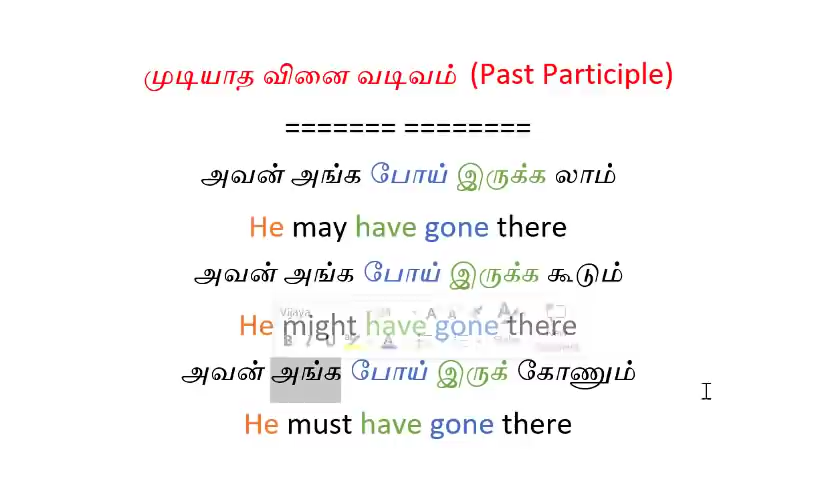 முடியாத வினை வடிவம் (Past Participle)
======= ========
அவன் அங்க போய் இருக்க லாம்
He may have gone there
அவன் அங்க போய் இருக்க கூடும்
Vijaya
He might have gone there
அவன் அங்க போய் இருக் கோணும்
He must have gone there